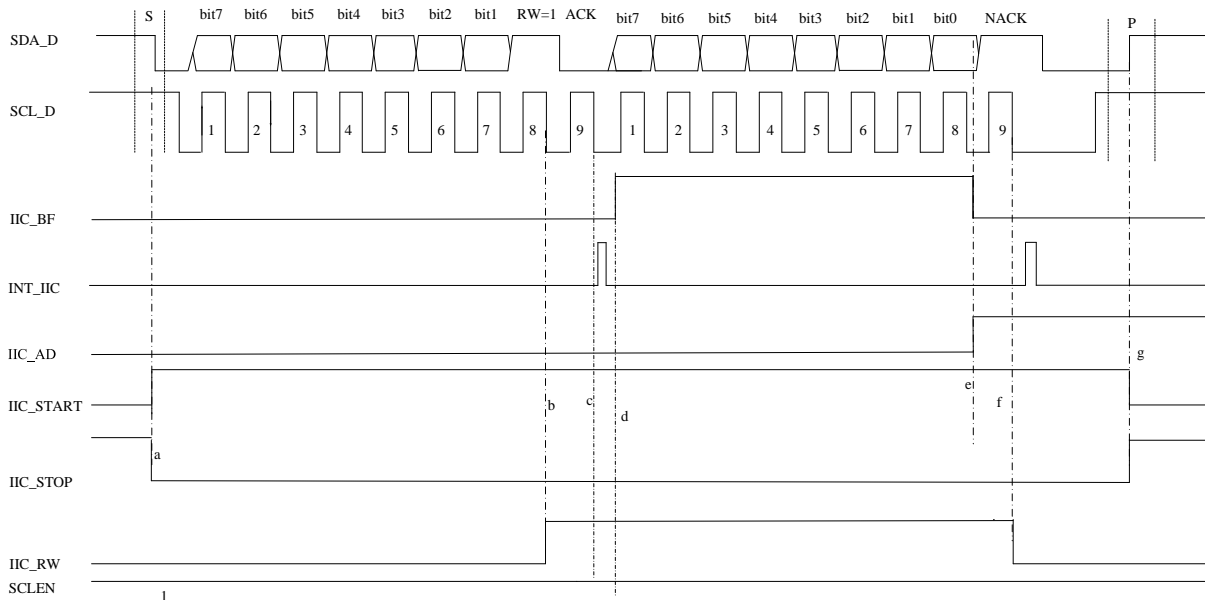 S bit7 bit6 bit5 bit4 bit3 bit2 bit1 RW=1 ACK bit7 bit6 bit5 bit4 bit3 bit2 bit1 bit0 NACK P
SDA_D
SCL_D
1 2 3 4 5 6 7 8 9 1 2 3 4 5 6 7 8 9
IIC_BF
INT_IIC
IIC_AD
g
e
IIC_START
b c d f
a
IIC_STOP
IIC_RW
SCLEN
1